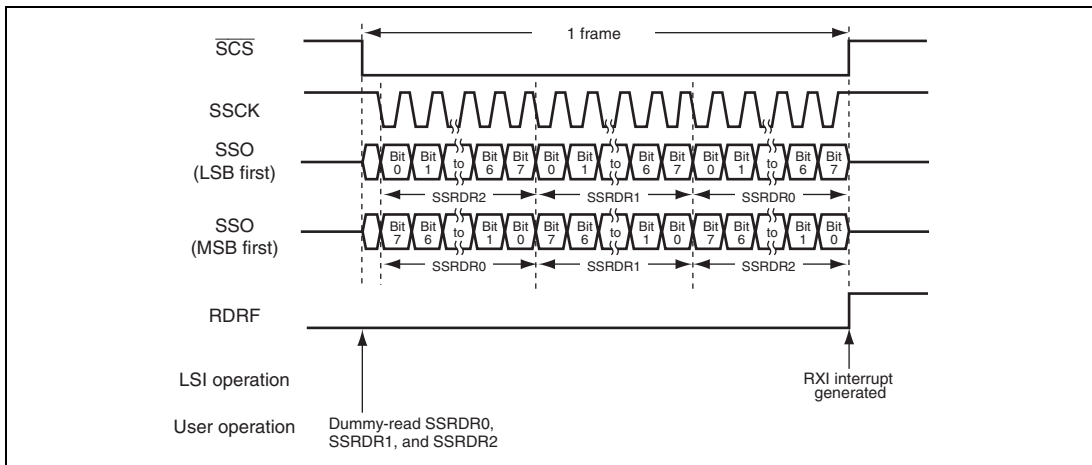 1 frame
SCS
SSCK
SSO
(LSB first)
Bit 0 Bit 1 to Bit 6 Bit 7 Bit 0 Bit 1 to Bit 6 Bit 7 Bit 0 Bit 1 to Bit 6 Bit 7
SSRDR2 SSRDR1 SSRDR0
SSO
(MSB first)
Bit 7 Bit 6 to Bit 1 Bit 0 Bit 7 Bit 6 to Bit 1 Bit 0 Bit 7 Bit 6 to Bit 1 Bit 0
SSRDR0 SSRDR1 SSRDR2
RDRF
LSI operation
RXI interrupt
generated
User operation
Dummy-read SSRDR0,
SSRDR1, and SSRDR2